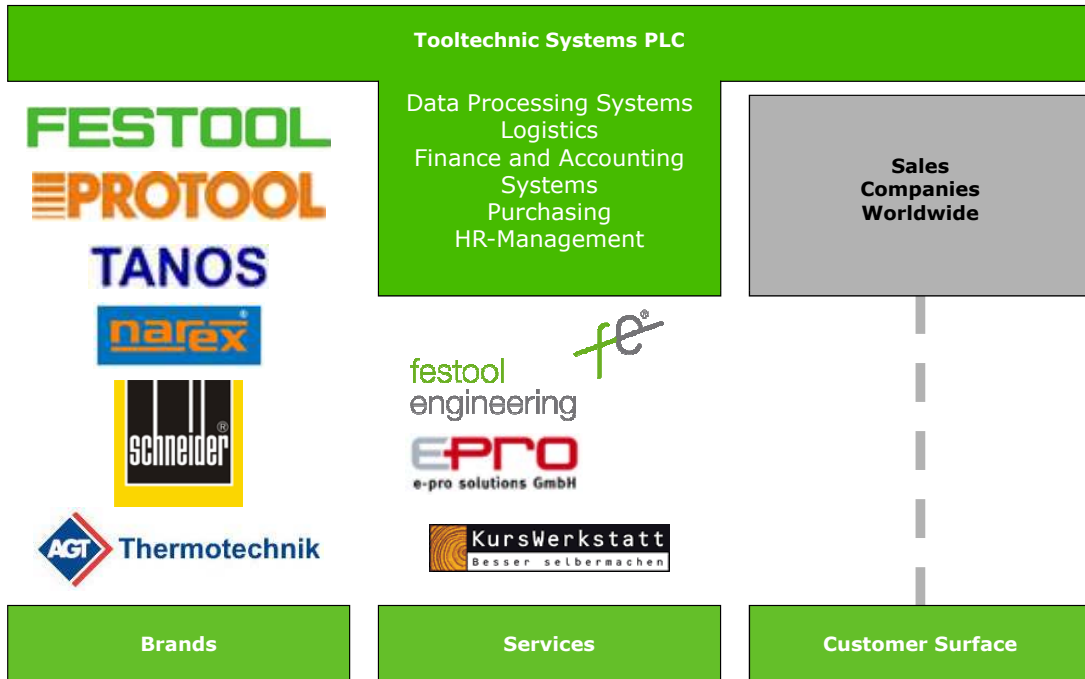 Tooltechnic Systems PLC
FESTOOL
PROTOOL
TANOS
narex®
schneider®
AGT Thermotechnik
Data Processing Systems
Logistics
Finance and Accounting
Systems
Purchasing
HR-Management
fe®
festool
engineering
EPRO
e-pro solutions GmbH
KursWerkstatt
Besser selbermachen
Sales
Companies
Worldwide
Brands
Services
Customer Surface